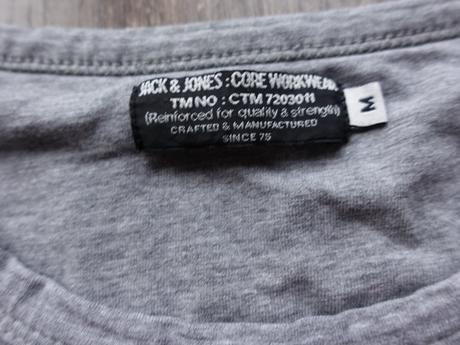 JACK & JONES : CORE WORKWEAR
TM NO : CTM 7203011
(Reinforced for quality & strength)
CRAFTED & MANUFACTURED
SINCE 75
M